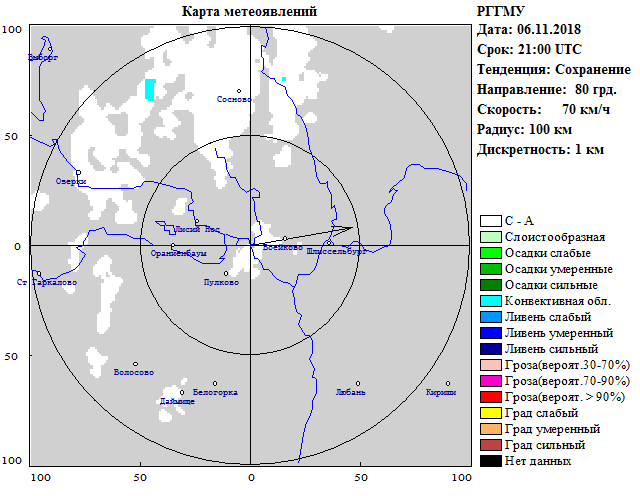 Карта метеоявлений
РГГМУ
Дата: 06.11.2018
Срок: 21:00 UTC
Тенденция: Сохранение
Направление: 80 грд.
Скорость: 70 км/ч
Радиус: 100 км
Дискретность: 1 км
100
50
0
50
100
100
50
0
50
100
Выборг
Сосново
Озерки
Лисий Нос
Ораниенбаум
Воейково
Шлиссельбург
Ст Гаркалово
Пулково
Волосово
Белогорка
Даймище
Любань
Кириши
С - А
Слоистообразная
Осадки слабые
Осадки умеренные
Осадки сильные
Конвективная обл.
Ливень слабый
Ливень умеренный
Ливень сильный
Гроза(вероят.30-70%)
Гроза(вероят.70-90%)
Гроза(вероят. > 90%)
Град слабый
Град умеренный
Град сильный
Нет данных